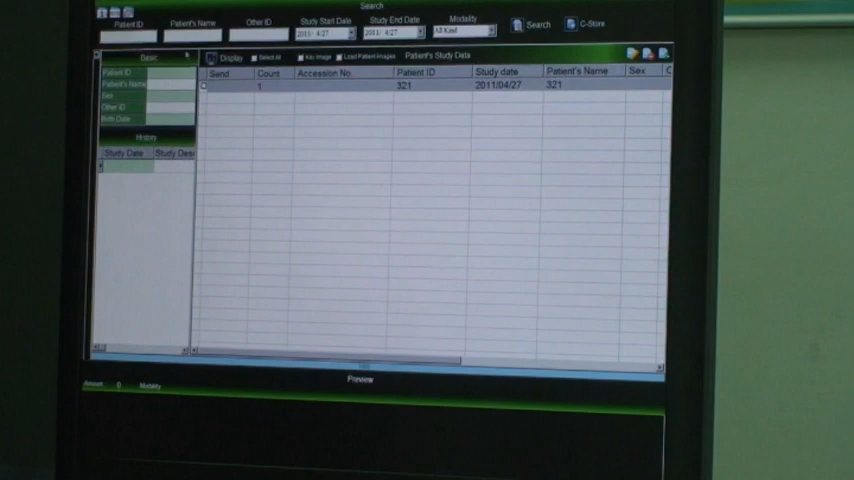 Search
Patient ID Patient's Name Other ID Study Start Date Study End Date Modality
2011/ 4/27 2011/ 4/27 All Kind Search C-Store
Basic Display Select All Key Image Load Patient Images Patient's Study Data
Patient ID
Patient's Name
Sex
Other ID
Birth Date
History
Study Date Study Desc
Send Count Accession No. Patient ID Study date Patient's Name Sex
1 321 2011/04/27 321
Preview
Amount 0 Modality